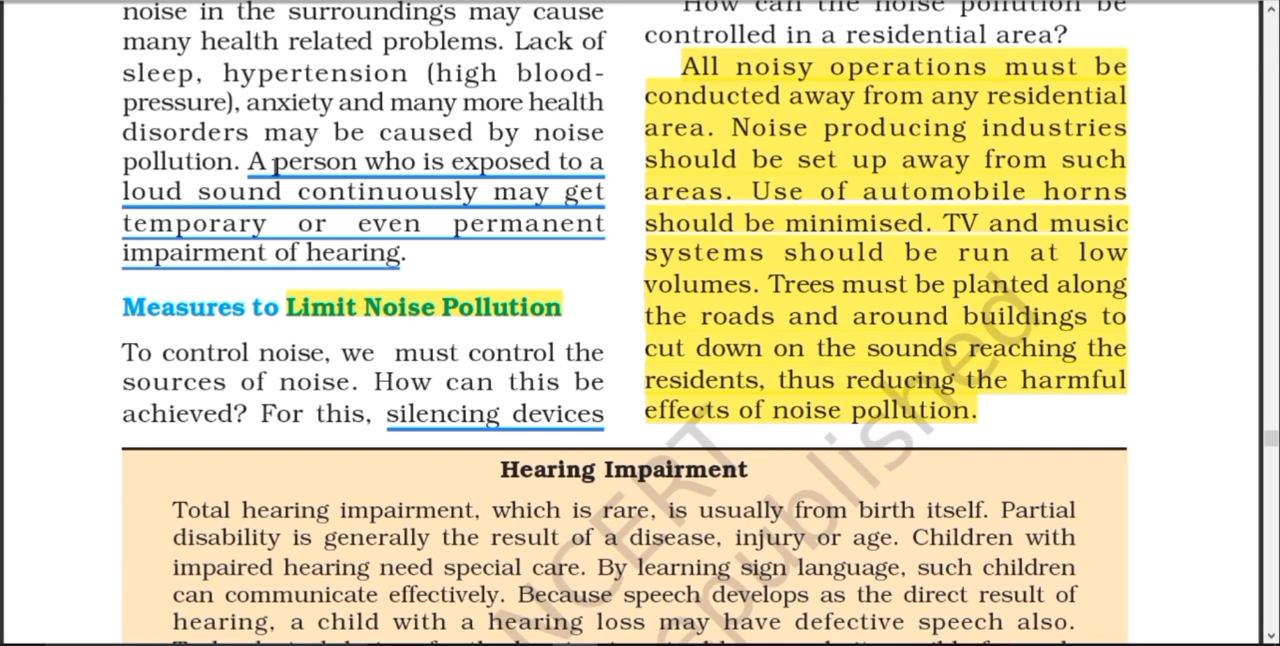 noise in the surroundings may cause
many health related problems. Lack of
sleep, hypertension (high blood-
pressure), anxiety and many more health
disorders may be caused by noise
pollution. A person who is exposed to a
loud sound continuously may get
temporary or even permanent
impairment of hearing.
Measures to Limit Noise Pollution
To control noise, we must control the
sources of noise. How can this be
achieved? For this, silencing devices
How can the noise pollution be
controlled in a residential area?
All noisy operations must be
conducted away from any residential
area. Noise producing industries
should be set up away from such
areas. Use of automobile horns
should be minimised. TV and music
systems should be run at low
volumes. Trees must be planted along
the roads and around buildings to
cut down on the sounds reaching the
residents, thus reducing the harmful
effects of noise pollution.
Hearing Impairment
Total hearing impairment, which is rare, is usually from birth itself. Partial
disability is generally the result of a disease, injury or age. Children with
impaired hearing need special care. By learning sign language, such children
can communicate effectively. Because speech develops as the direct result of
hearing, a child with a hearing loss may have defective speech also.
NCERT
republished